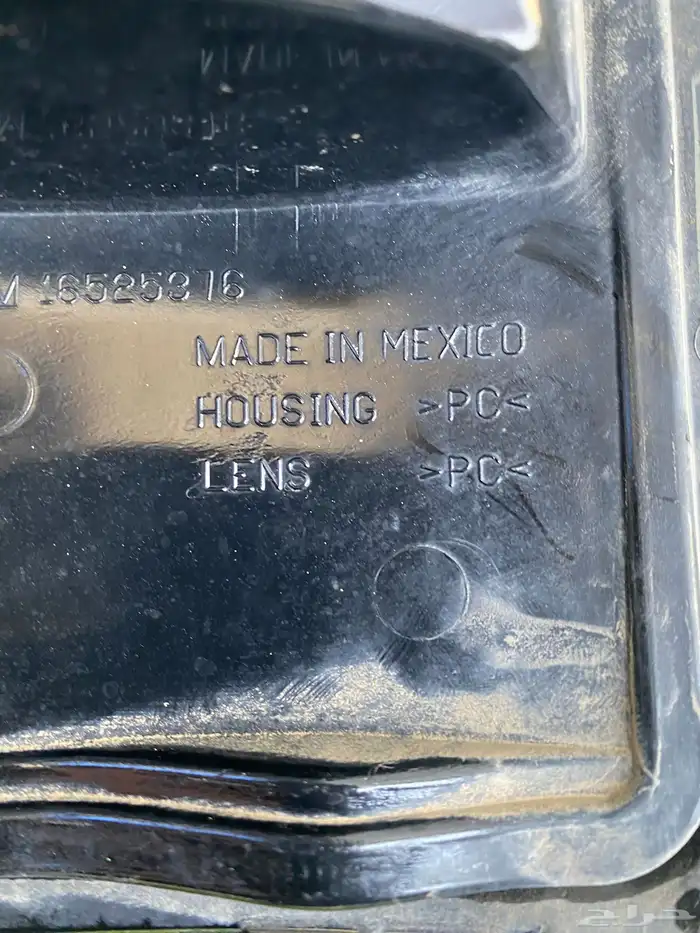 M 16525376
MADE IN MEXICO
HOUSING >PC<
LENS >PC<
حراج